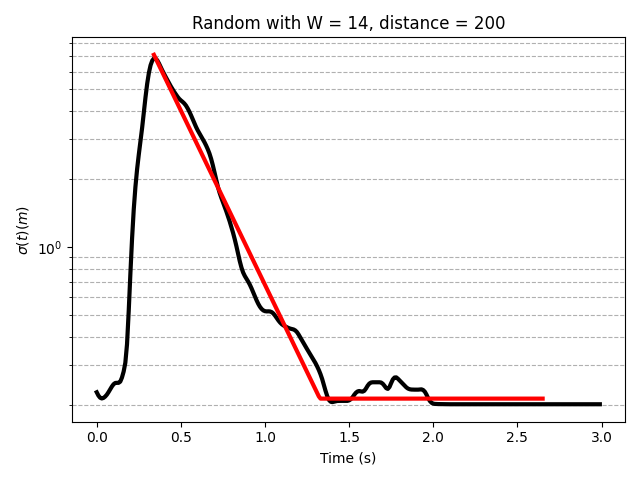 Random with W = 14, distance = 200
σ(t)(m)
10⁰
0.0 0.5 1.0 1.5 2.0 2.5 3.0
Time (s)